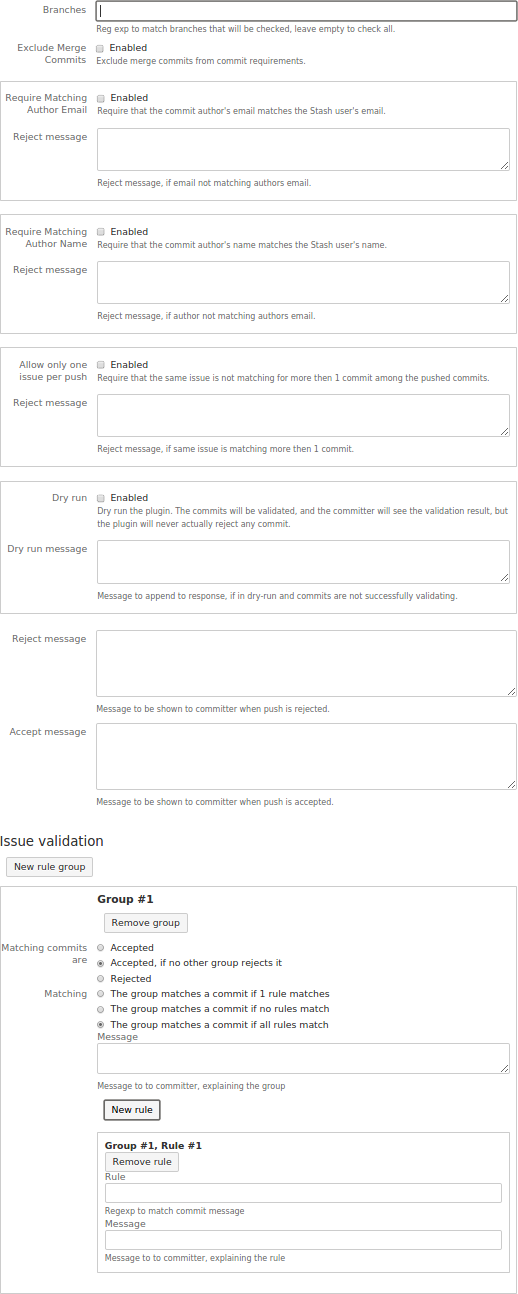 Branches
Reg exp to match branches that will be checked, leave empty to check all.
Exclude Merge
Commits
Enabled
Exclude merge commits from commit requirements.
Require Matching
Author Email
Enabled
Require that the commit author's email matches the Stash user's email.
Reject message
Reject message, if email not matching authors email.
Require Matching
Author Name
Enabled
Require that the commit author's name matches the Stash user's name.
Reject message
Reject message, if author not matching authors email.
Allow only one
issue per push
Enabled
Require that the same issue is not matching for more then 1 commit among the pushed commits.
Reject message
Reject message, if same issue is matching more then 1 commit.
Dry run
Enabled
Dry run the plugin. The commits will be validated, and the committer will see the validation result, but
the plugin will never actually reject any commit.
Dry run message
Message to append to response, if in dry-run and commits are not successfully validating.
Reject message
Message to be shown to committer when push is rejected.
Accept message
Message to be shown to committer when push is accepted.
Issue validation
New rule group
Group #1
Remove group
Matching commits
are
Accepted
Accepted, if no other group rejects it
Rejected
Matching
The group matches a commit if 1 rule matches
The group matches a commit if no rules match
The group matches a commit if all rules match
Message
Message to to committer, explaining the group
New rule
Group #1, Rule #1
Remove rule
Rule
Regexp to match commit message
Message
Message to to committer, explaining the rule